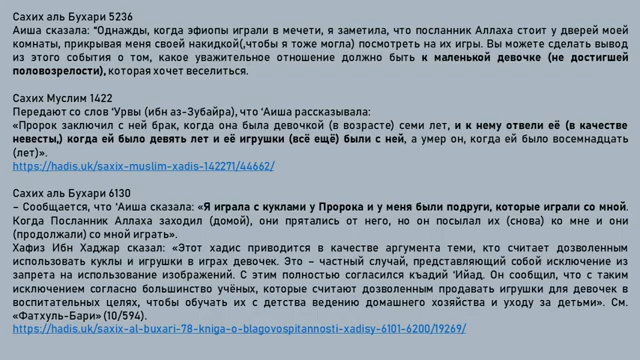 Сахих аль Бухари 5236
Аиша сказала: "Однажды, когда эфиопы играли в мечети, я заметила, что посланник Аллаха стоит у дверей моей
комнаты, прикрывая меня своей накидкой(,чтобы я тоже могла) посмотреть на их игры. Вы можете сделать вывод
из этого события о том, какое уважительное отношение должно быть к маленькой девочке (не достигшей
половозрелости), которая хочет веселиться.
Сахих Муслим 1422
Передают со слов 'Урвы (ибн аз-Зубайра), что 'Аиша рассказывала:
«Пророк заключил с ней брак, когда она была девочкой (в возрасте) семи лет, и к нему отвели её (в качестве
невесты,) когда ей было девять лет и её игрушки (всё ещё) были с ней, а умер он, когда ей было восемнадцать
(лет)».
https://hadis.uk/saxix-muslim-xadis-142271/44662/
Сахих аль Бухари 6130
– Сообщается, что 'Аиша сказала: «Я играла с куклами у Пророка и у меня были подруги, которые играли со мной.
Когда Посланник Аллаха заходил (домой), они прятались от него, но он посылал их (снова) ко мне и они
(продолжали) со мной играть».
Хафиз Ибн Хаджар сказал: «Этот хадис приводится в качестве аргумента теми, кто считает дозволенным
использовать куклы и игрушки в играх девочек. Это – частный случай, представляющий собой исключение из
запрета на использование изображений. С этим полностью согласился къадий 'Ийад. Он сообщил, что с таким
исключением согласно большинство учёных, которые считают дозволенным продавать игрушки для девочек в
воспитательных целях, чтобы обучать их с детства ведению домашнего хозяйства и уходу за детьми». См.
«Фатхуль-Бари» (10/594).
https://hadis.uk/saxix-al-buxari-78-kniga-o-blagovospitannosti-xadisy-6101-6200/19269/